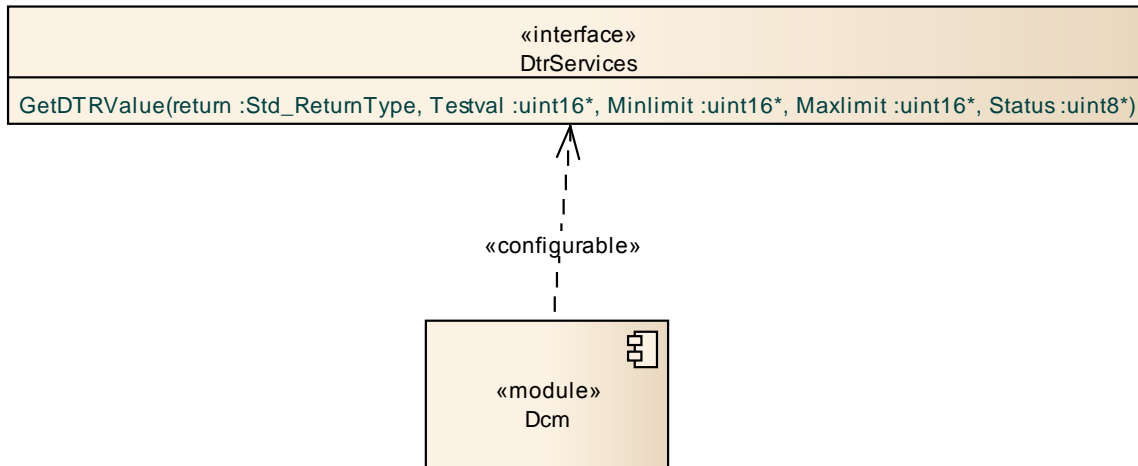 «interface»
DtrServices
GetDTRValue(return :Std_ReturnType, Testval :uint16*, Minlimit :uint16*, Maxlimit :uint16*, Status :uint8*)
«configurable»
«module»
Dcm